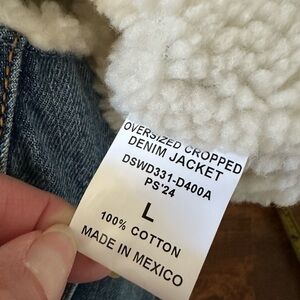 OVERSIZED CROPPED
DENIM JACKET
DSWD331-D400A
PS'24
L
100% COTTON
MADE IN MEXICO